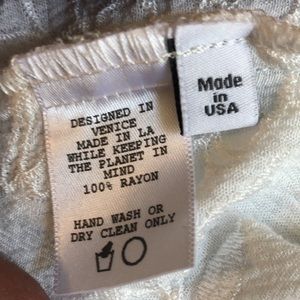 DESIGNED IN
VENICE
MADE IN LA
WHILE KEEPING
THE PLANET IN
MIND
100% RAYON
HAND WASH OR
DRY CLEAN ONLY
Made
in
USA